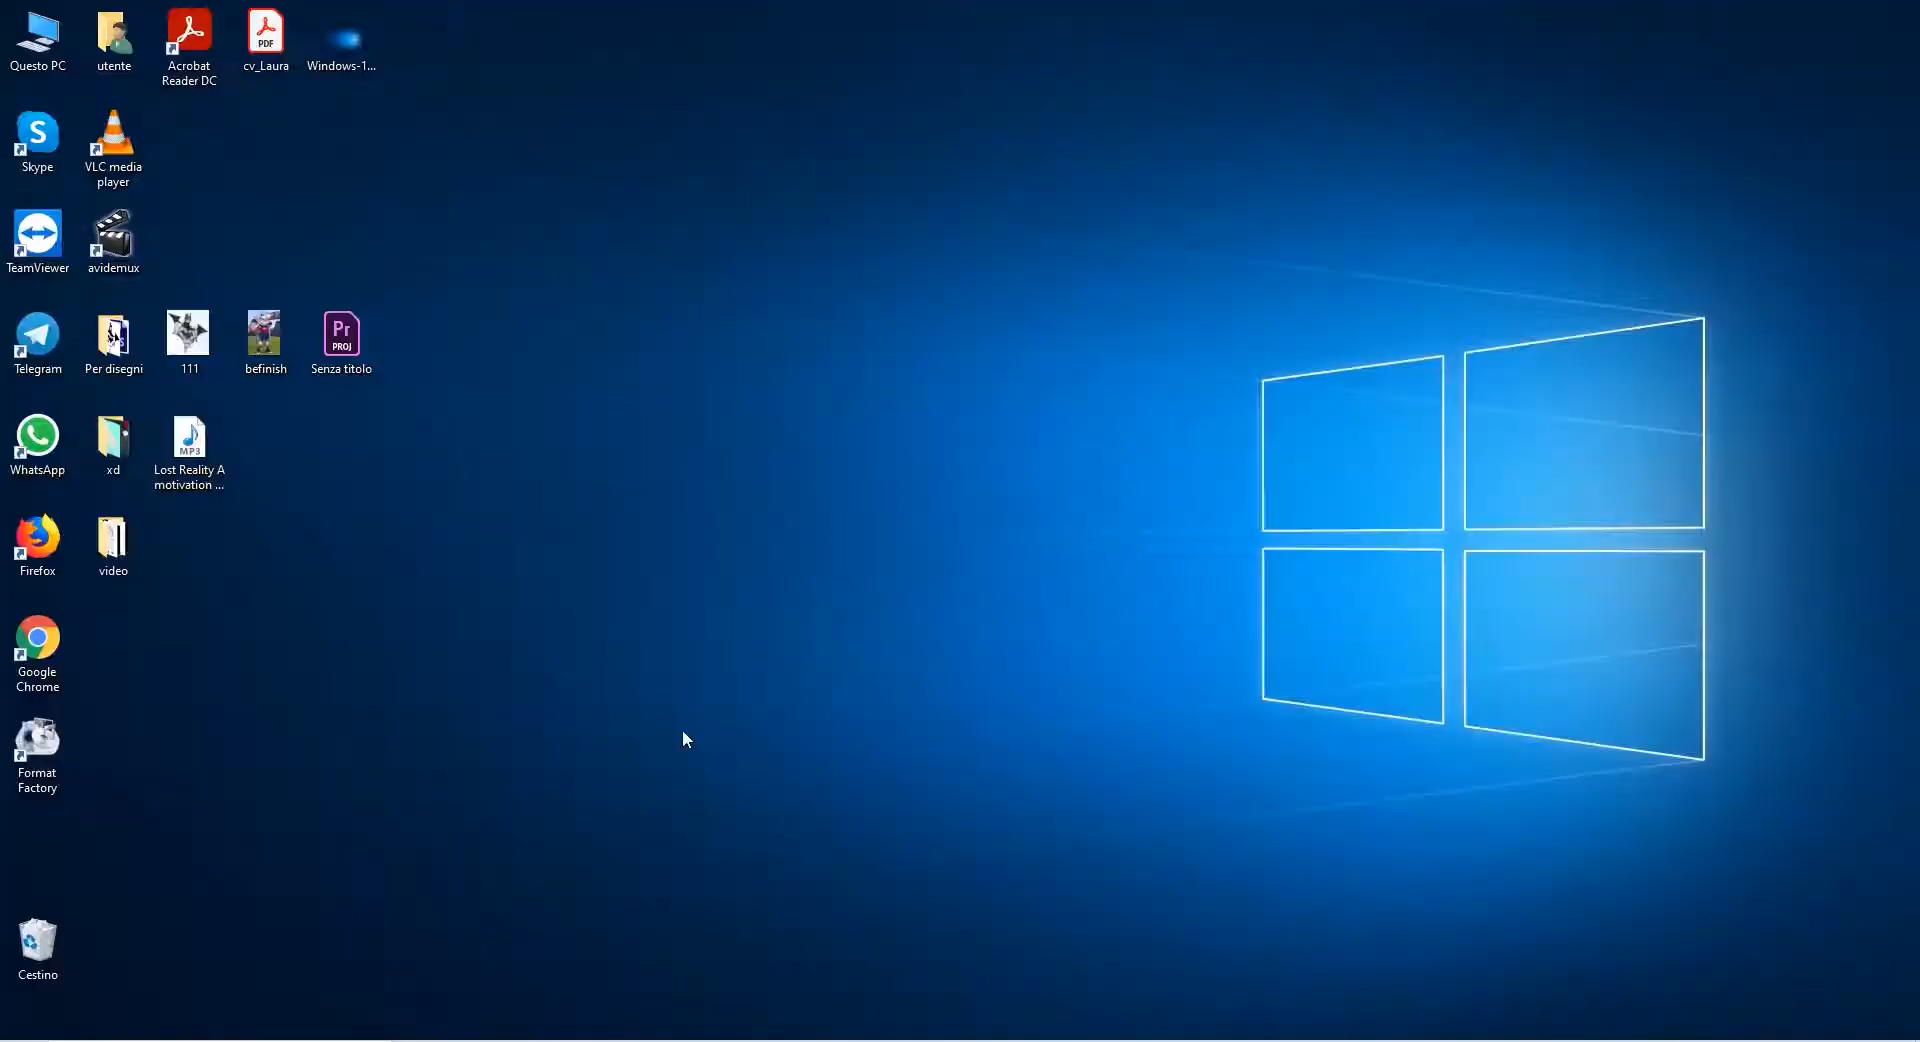 Questo PC
utente
Acrobat
Reader DC
PDF
cv_Laura
Windows-1...
S
Skype
VLC media
player
TeamViewer
avidemux
Telegram
Per disegni
111
befinish
Pr
PROJ
Senza titolo
WhatsApp
xd
MP3
Lost Reality A
motivation ...
Firefox
video
Google
Chrome
Format
Factory
Cestino